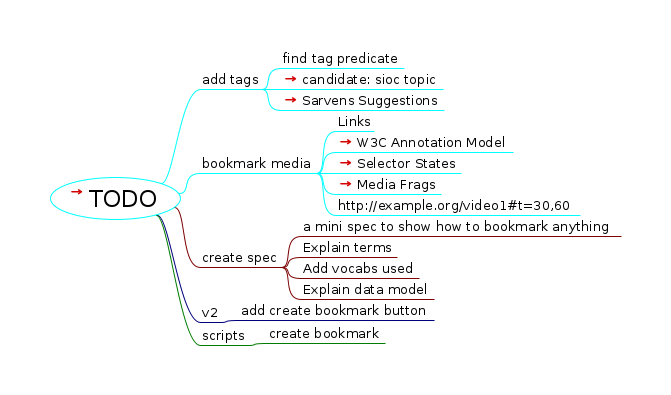 TODO
add tags
find tag predicate
candidate: sioc topic
Sarvens Suggestions
bookmark media
Links
W3C Annotation Model
Selector States
Media Frags
http://example.org/video1#t=30,60
create spec
a mini spec to show how to bookmark anything
Explain terms
Add vocabs used
Explain data model
v2
add create bookmark button
scripts
create bookmark